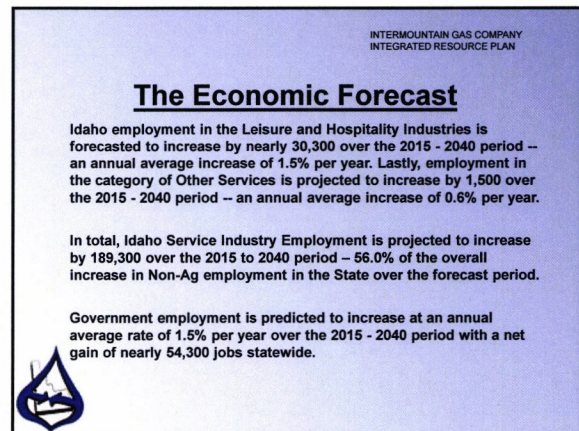 INTERMOUNTAIN GAS COMPANY
INTEGRATED RESOURCE PLAN
The Economic Forecast
Idaho employment in the Leisure and Hospitality Industries is
forecasted to increase by nearly 30,300 over the 2015 - 2040 period --
an annual average increase of 1.5% per year. Lastly, employment in
the category of Other Services is projected to increase by 1,500 over
the 2015 - 2040 period -- an annual average increase of 0.6% per year.
In total, Idaho Service Industry Employment is projected to increase
by 189,300 over the 2015 to 2040 period – 56.0% of the overall
increase in Non-Ag employment in the State over the forecast period.
Government employment is predicted to increase at an annual
average rate of 1.5% per year over the 2015 - 2040 period with a net
gain of nearly 54,300 jobs statewide.